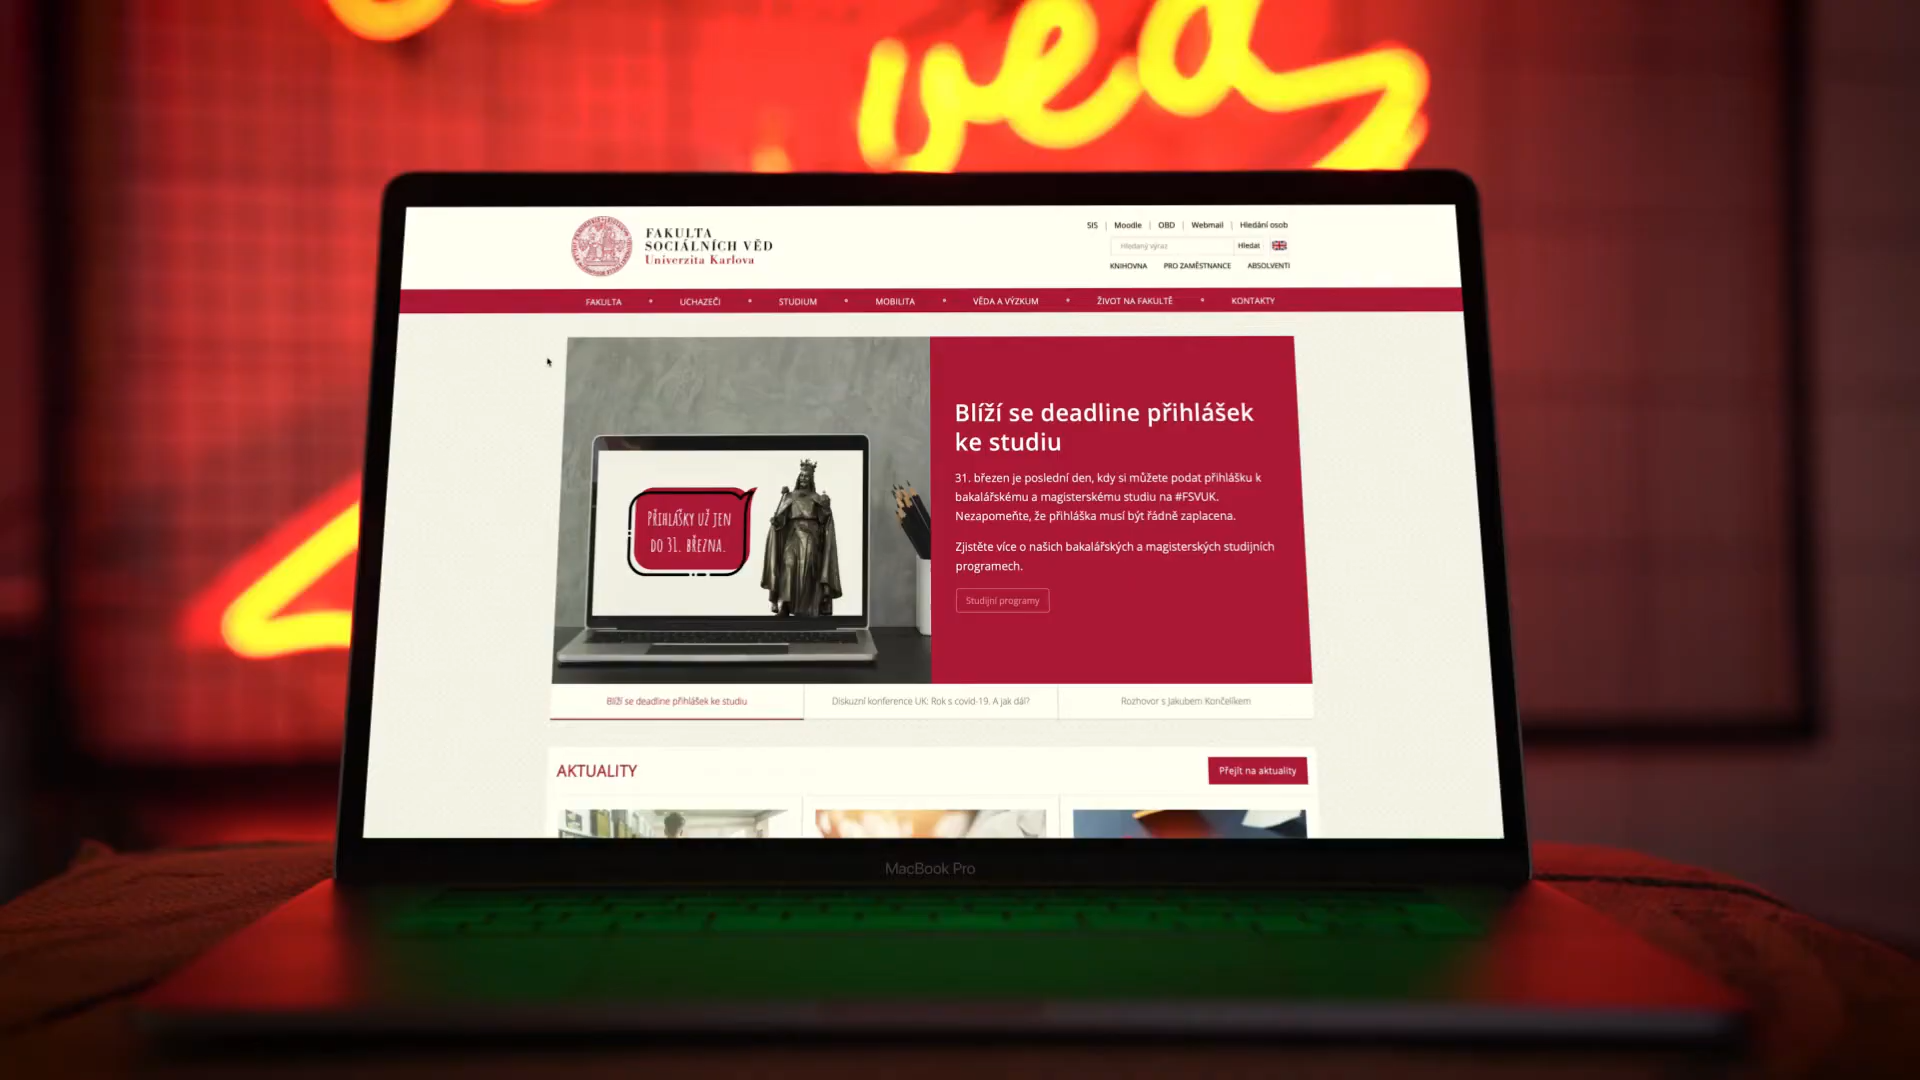 věd
FAKULTA
SOCIÁLNÍCH VĚD
Univerzita Karlova
SIS | Moodle | OBD | Webmail | Hledání osob
Hledaný výraz Hledat
KNIHOVNA PRO ZAMĚSTNANCE ABSOLVENTI
FAKULTA • UCHAZEČI • STUDIUM • MOBILITA • VĚDA A VÝZKUM • ŽIVOT NA FAKULTĚ • KONTAKTY
PŘIHLÁŠKY UŽ JEN
DO 31. BŘEZNA.
Blíží se deadline přihlášek
ke studiu
31. březen je poslední den, kdy si můžete podat přihlášku k
bakalářskému a magisterskému studiu na #FSVUK.
Nezapomeňte, že přihláška musí být řádně zaplacena.
Zjistěte více o našich bakalářských a magisterských studijních
programech.
Studijní programy
Blíží se deadline přihlášek ke studiu
Diskuzní konference UK: Rok s covid-19. A jak dál?
Rozhovor s Jakubem Končelíkem
AKTUALITY
Přejít na aktuality
MacBook Pro